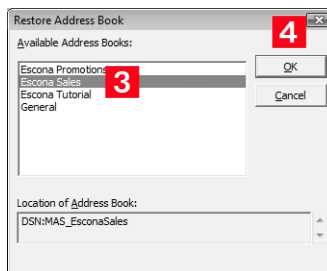 Restore Address Book
4
Available Address Books:
OK
Escona Promotions
3
Escona Sales
Escona Tutorial
General
Cancel
Location of Address Book:
DSN:MAS_EsconaSales